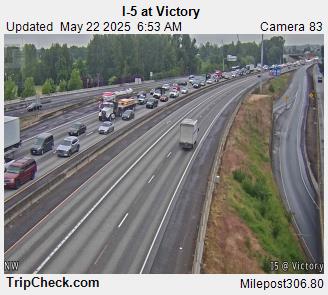 I-5 at Victory
Updated May 22 2025 6:53 AM Camera 83
NW I5 @ Victory
TripCheck.com Milepost306.80